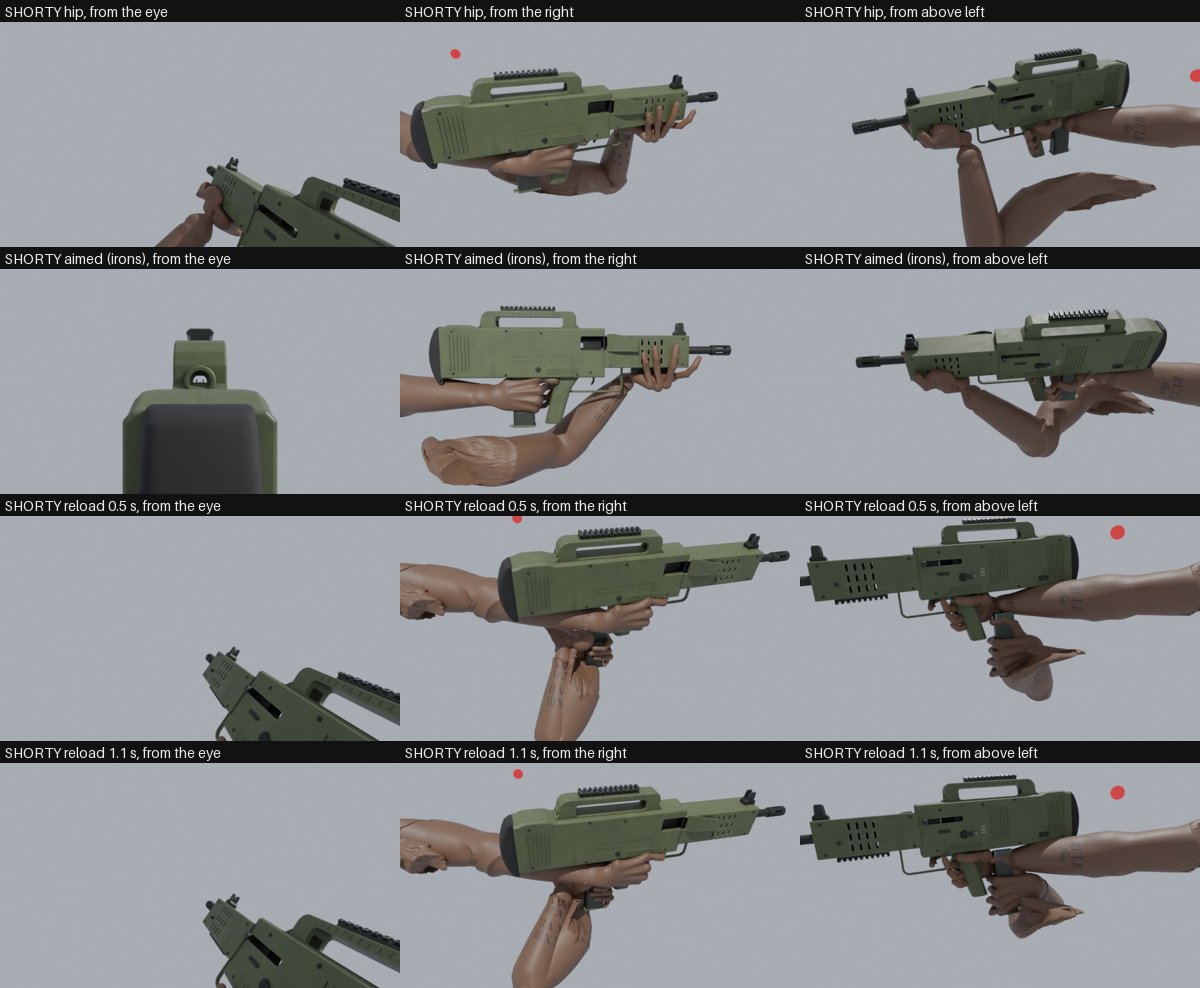 SHORTY hip, from the eye
SHORTY hip, from the right
SHORTY hip, from above left
SHORTY aimed (irons), from the eye
SHORTY aimed (irons), from the right
SHORTY aimed (irons), from above left
SHORTY reload 0.5 s, from the eye
SHORTY reload 0.5 s, from the right
SHORTY reload 0.5 s, from above left
SHORTY reload 1.1 s, from the eye
SHORTY reload 1.1 s, from the right
SHORTY reload 1.1 s, from above left